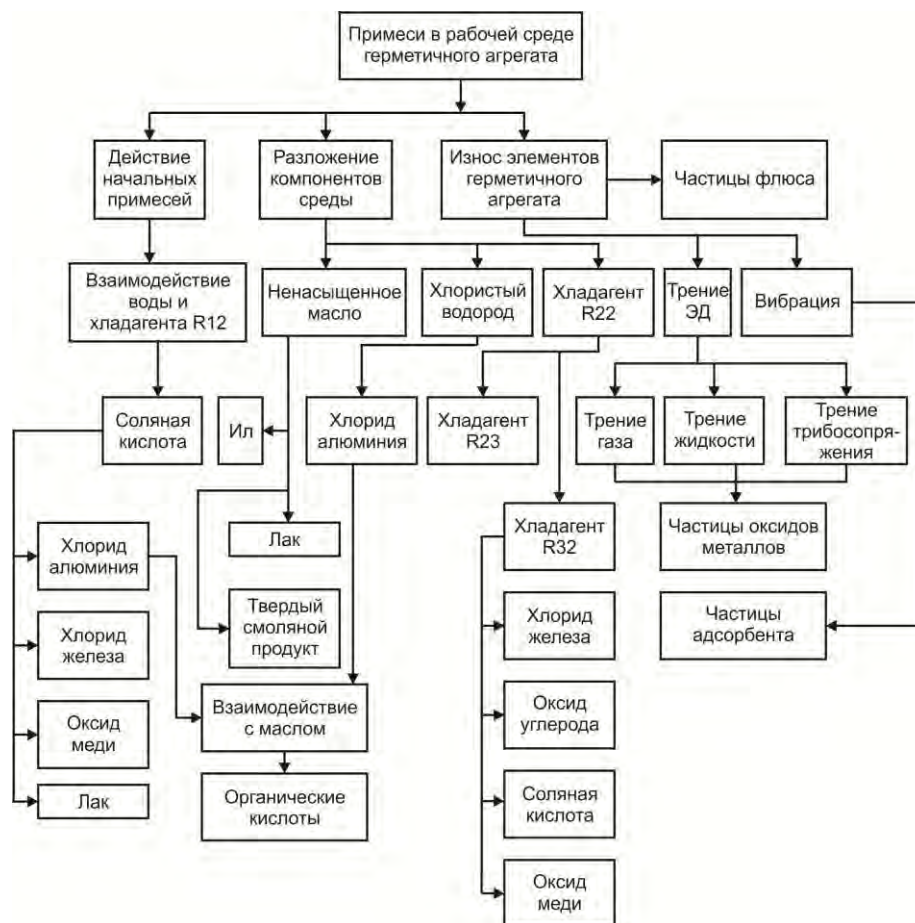 Примеси в рабочей среде
герметичного агрегата
Действие
начальных
примесей
Разложение
компонентов
среды
Износ элементов
герметичного
агрегата
Частицы флюса
Взаимодействие
воды и
хладагента R12
Ненасыщенное
масло
Хлористый
водород
Хладагент
R22
Трение
ЭД
Вибрация
Соляная
кислота
Ил
Хлорид
алюминия
Хладагент
R23
Трение
газа
Трение
жидкости
Трение
трибосопря-
жения
Хлорид
алюминия
Лак
Хладагент
R32
Частицы оксидов
металлов
Хлорид
железа
Твердый
смоляной
продукт
Хлорид
железа
Частицы
адсорбента
Оксид
меди
Взаимодействие
с маслом
Оксид
углерода
Лак
Органические
кислоты
Соляная
кислота
Оксид
меди